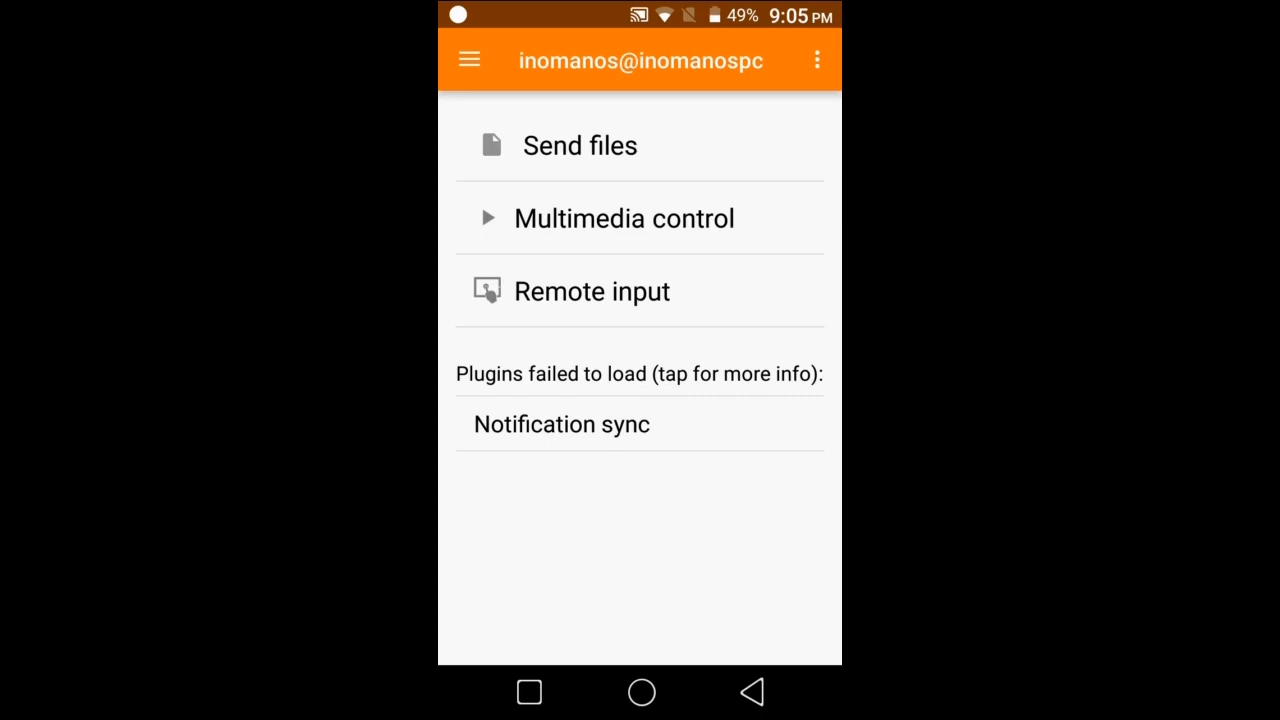 49% 9:05 PM
inomanos@inomanospc
Send files
Multimedia control
Remote input
Plugins failed to load (tap for more info):
Notification sync